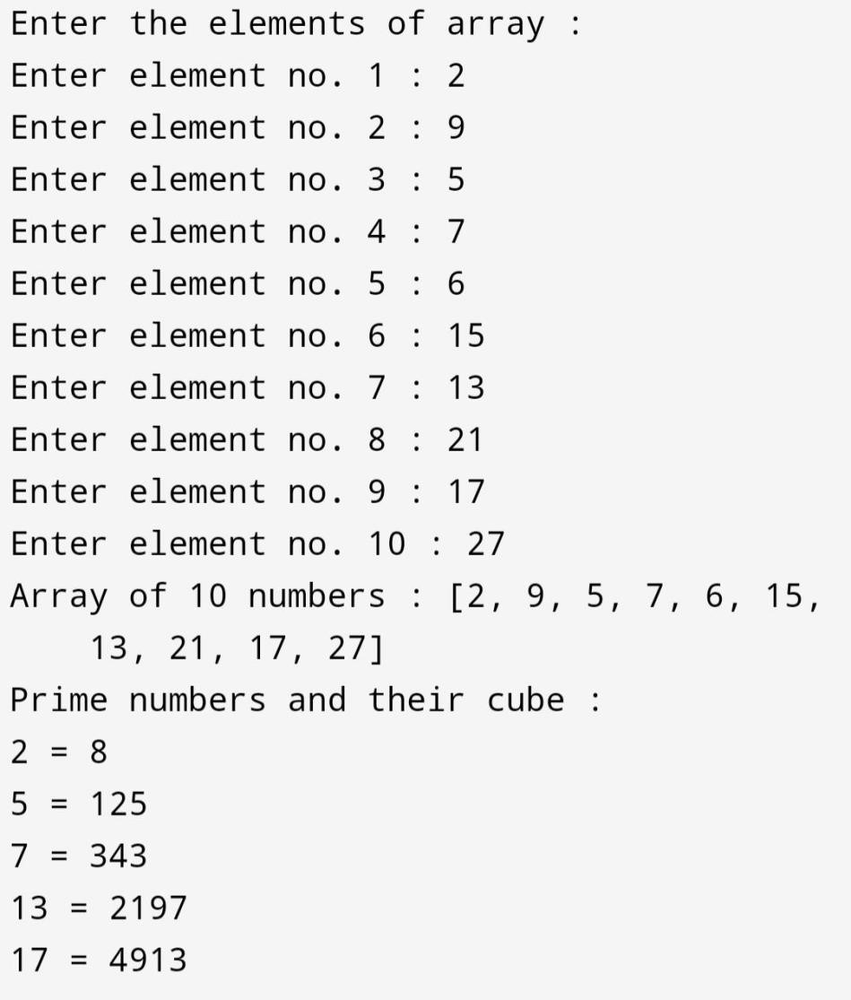 Enter the elements of array :
Enter element no. 1 : 2
Enter element no. 2 : 9
Enter element no. 3 : 5
Enter element no. 4 : 7
Enter element no. 5 : 6
Enter element no. 6 : 15
Enter element no. 7 : 13
Enter element no. 8 : 21
Enter element no. 9 : 17
Enter element no. 10 : 27
Array of 10 numbers : [2, 9, 5, 7, 6, 15,
    13, 21, 17, 27]
Prime numbers and their cube :
2 = 8
5 = 125
7 = 343
13 = 2197
17 = 4913